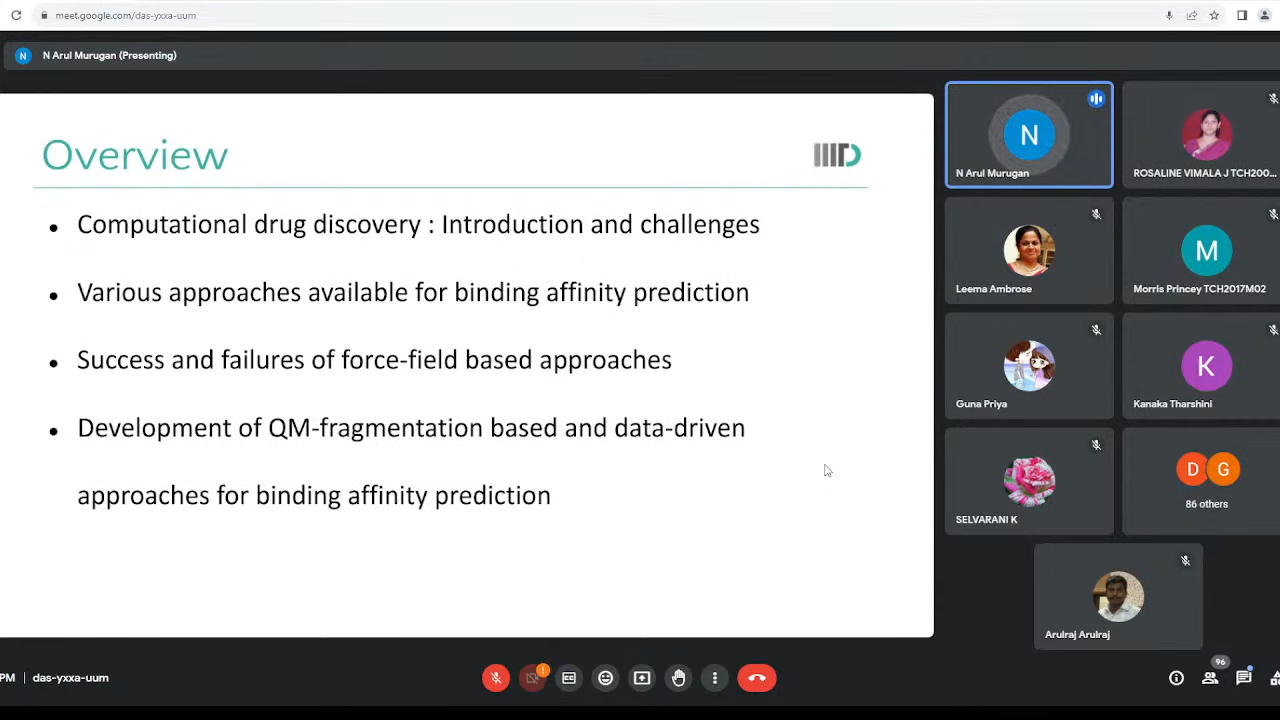 meet.google.com/das-yxxa-uum
N
N Arul Murugan (Presenting)
Overview
IIITD
• Computational drug discovery : Introduction and challenges
• Various approaches available for binding affinity prediction
• Success and failures of force-field based approaches
• Development of QM-fragmentation based and data-driven
approaches for binding affinity prediction
N
N Arul Murugan
ROSALINE VIMALA J TCH200...
Leema Ambrose
M
Morris Princey TCH2017M02
Guna Priya
K
Kanaka Tharshini
SELVARANI K
D G
86 others
Arulraj Arulraj
PM | das-yxxa-uum
CC
96